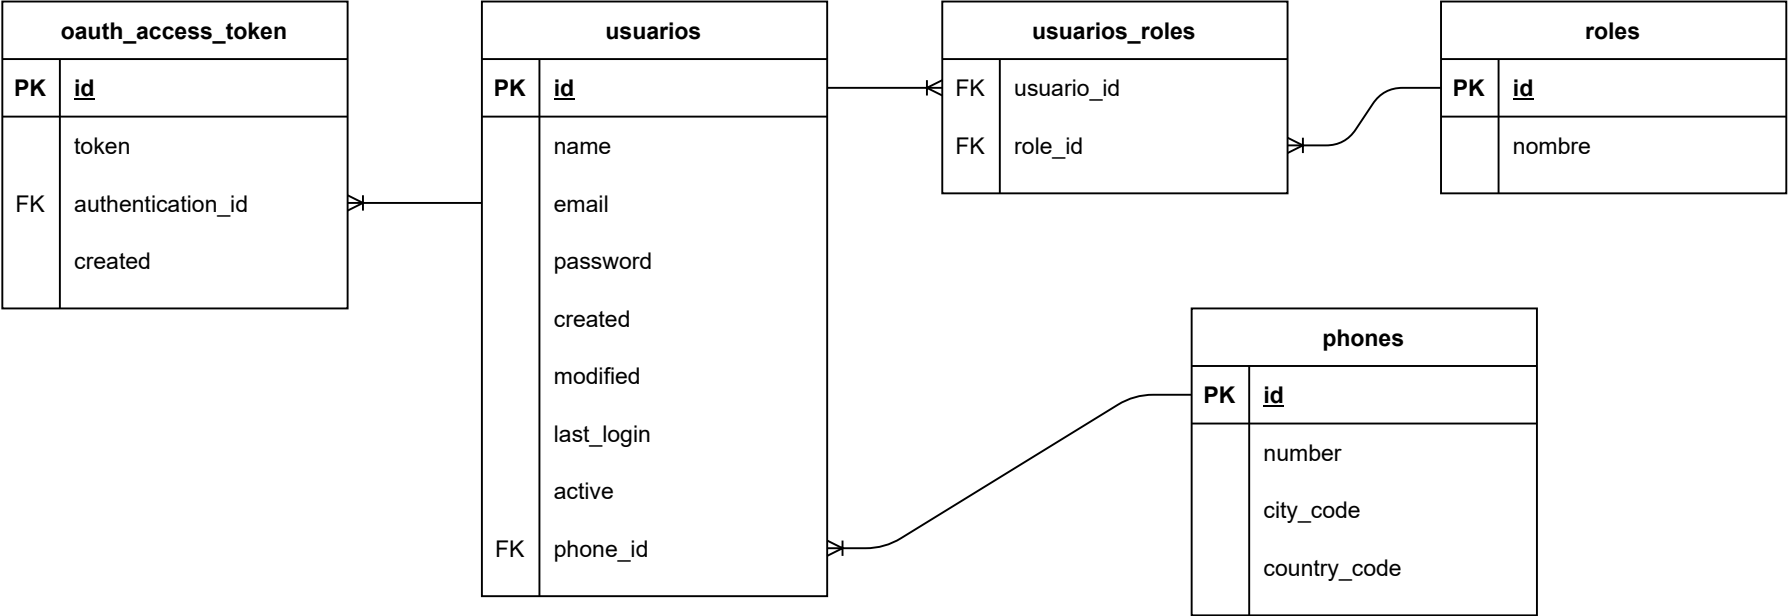 oauth_access_token
PK id
token
FK authentication_id
created
usuarios
PK id
name
email
password
created
modified
last_login
active
FK phone_id
usuarios_roles
FK usuario_id
FK role_id
roles
PK id
nombre
phones
PK id
number
city_code
country_code